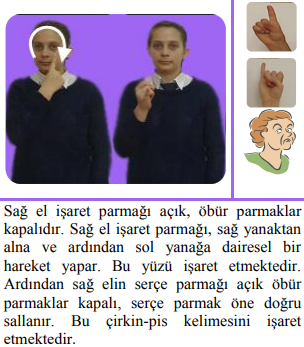 Sağ el işaret parmağı açık, öbür parmaklar
kapalıdır. Sağ el işaret parmağı, sağ yanaktan
alna ve ardından sol yanağa dairesel bir
hareket yapar. Bu yüzü işaret etmektedir.
Ardından sağ elin serçe parmağı açık öbür
parmaklar kapalı, serçe parmak öne doğru
sallanır. Bu çirkin-pis kelimesini işaret
etmektedir.